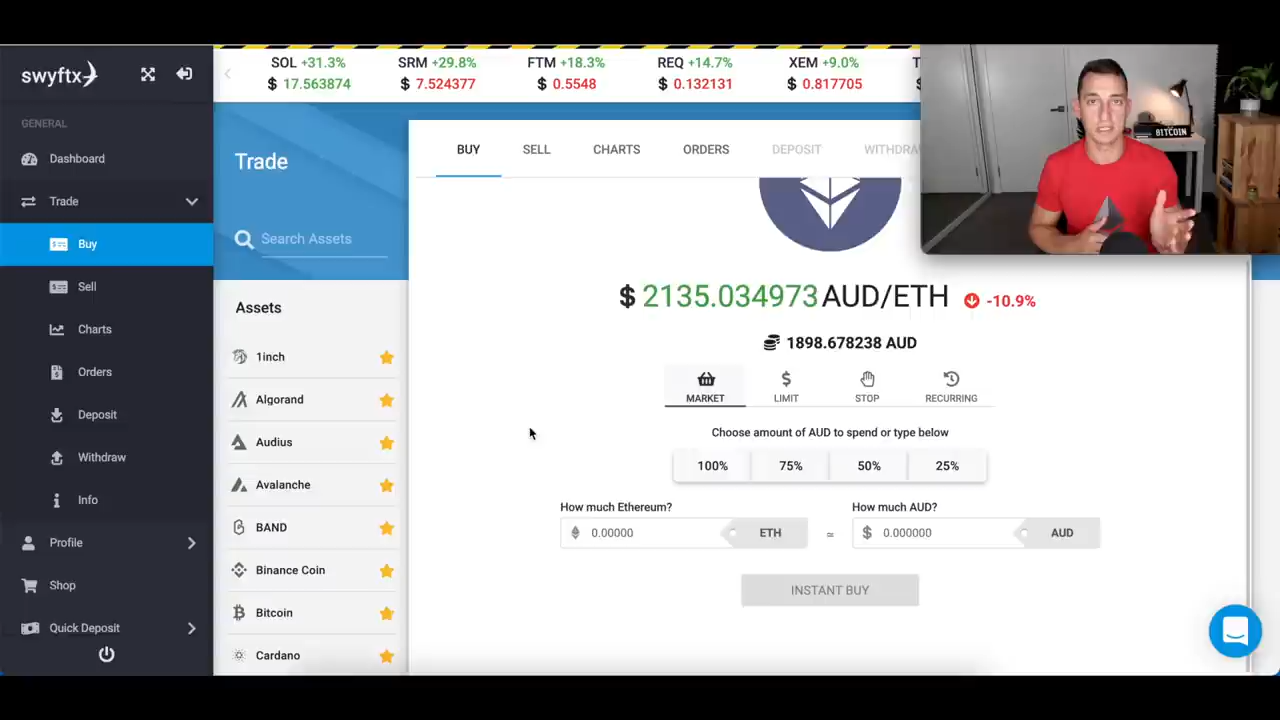 swyftx
GENERAL
Dashboard
Trade
Buy
Sell
Charts
Orders
Deposit
Withdraw
Info
Profile
Shop
Quick Deposit
SOL +31.3%
$ 17.563874
SRM +29.8%
$ 7.524377
FTM +18.3%
$ 0.5548
REQ +14.7%
$ 0.132131
XEM +9.0%
$ 0.817705
Trade
Search Assets
Assets
1inch
Algorand
Audius
Avalanche
BAND
Binance Coin
Bitcoin
Cardano
BUY SELL CHARTS ORDERS DEPOSIT WITHDRA
$ 2135.034973 AUD/ETH -10.9%
1898.678238 AUD
MARKET LIMIT STOP RECURRING
Choose amount of AUD to spend or type below
100% 75% 50% 25%
How much Ethereum? How much AUD?
0.00000 ETH ≃ $ 0.000000 AUD
INSTANT BUY
BITCOIN